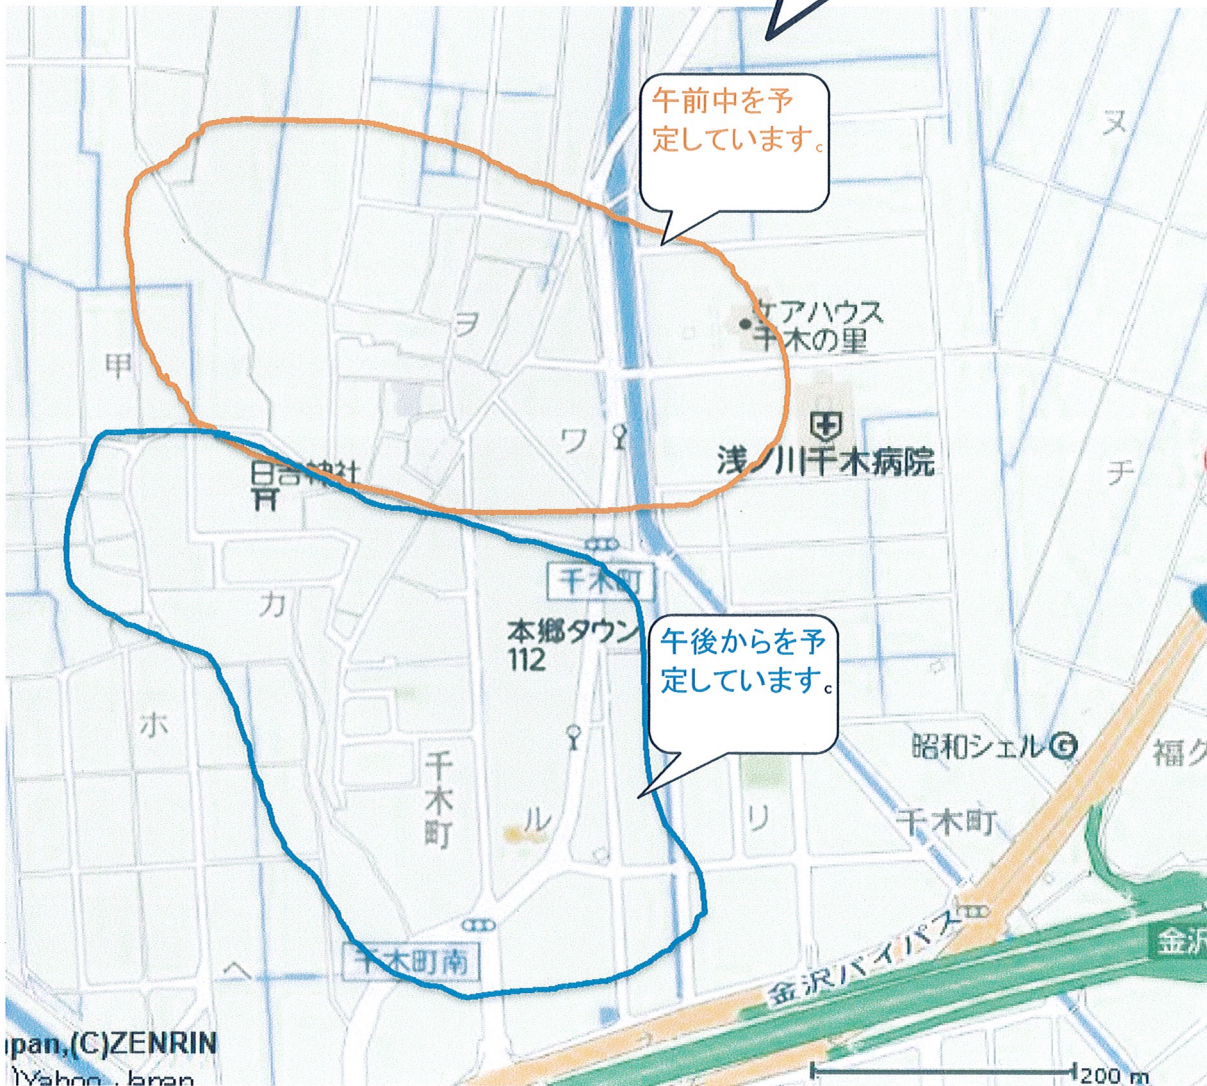 午前中を予
定しています。
ヌ
ケアハウス
千木の里
ヲ
甲
ワ
浅ノ川千木病院
チ
日吉神社
千木町
カ
本郷タウン
112
午後からを予
定しています。
ホ
昭和シェル
福久
千木町
ル
リ
千木町
千木町南
ヘ
金沢バイパス
金沢
apan,(C)ZENRIN
)Yahoo Japan
200 m